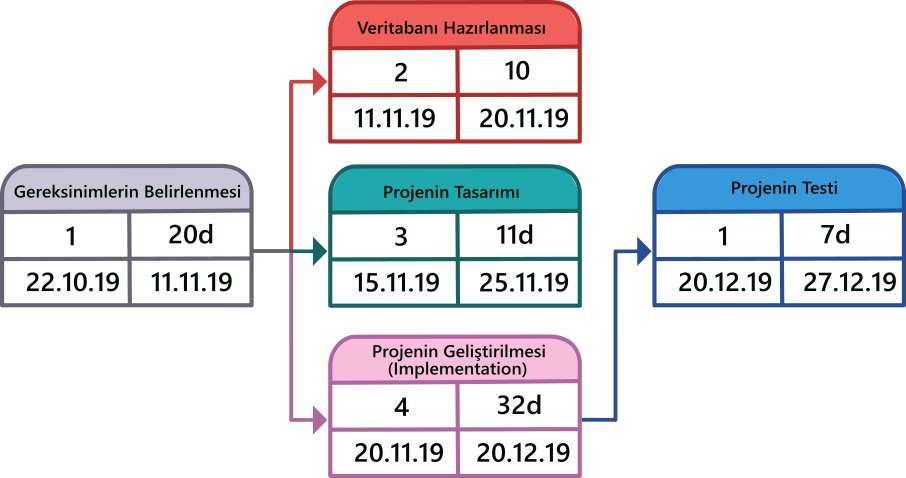 Veritabanı Hazırlanması
2 10
11.11.19 20.11.19
Gereksinimlerin Belirlenmesi
1 20d
22.10.19 11.11.19
Projenin Tasarımı
3 11d
15.11.19 25.11.19
Projenin Geliştirilmesi
(Implementation)
4 32d
20.11.19 20.12.19
Projenin Testi
1 7d
20.12.19 27.12.19